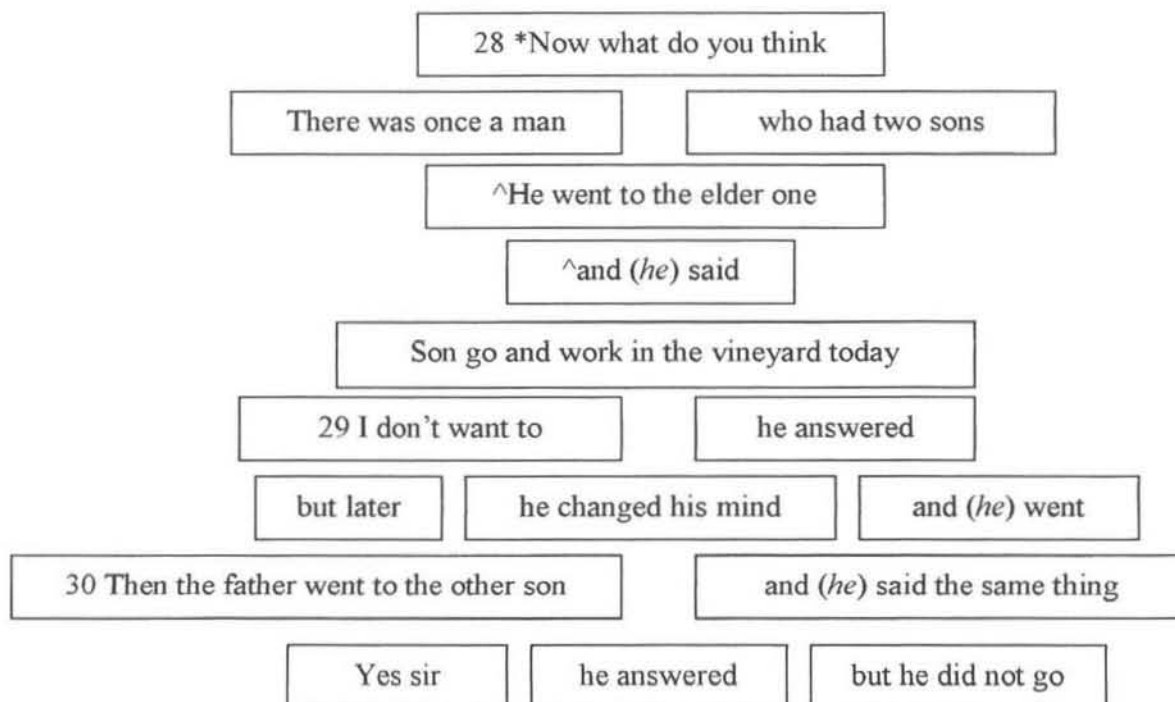 28 *Now what do you think
There was once a man who had two sons
^He went to the elder one
^and (he) said
Son go and work in the vineyard today
29 I don't want to he answered
but later he changed his mind and (he) went
30 Then the father went to the other son and (he) said the same thing
Yes sir he answered but he did not go